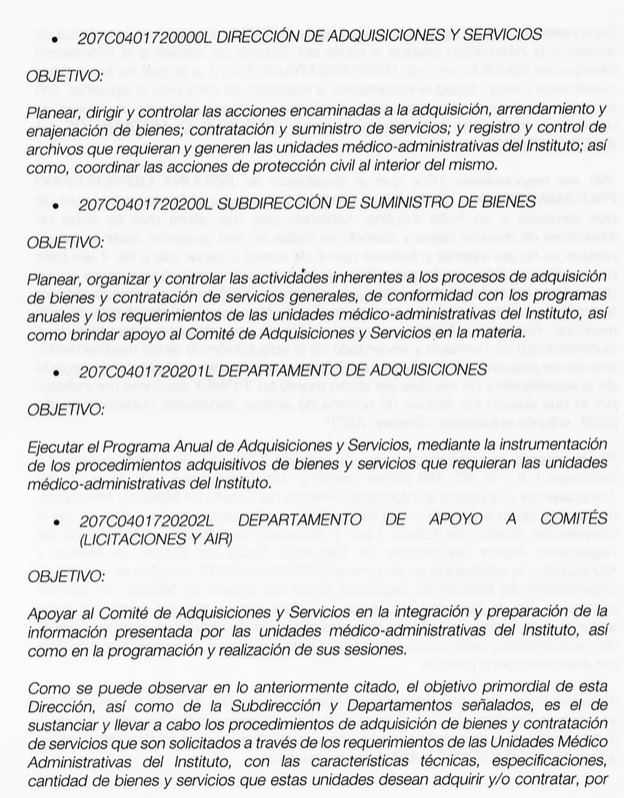 • 207C0401720000L DIRECCIÓN DE ADQUISICIONES Y SERVICIOS
OBJETIVO:
Planear, dirigir y controlar las acciones encaminadas a la adquisición, arrendamiento y
enajenación de bienes; contratación y suministro de servicios; y registro y control de
archivos que requieran y generen las unidades médico-administrativas del Instituto; así
como, coordinar las acciones de protección civil al interior del mismo.
• 207C0401720200L SUBDIRECCIÓN DE SUMINISTRO DE BIENES
OBJETIVO:
Planear, organizar y controlar las actividades inherentes a los procesos de adquisición
de bienes y contratación de servicios generales, de conformidad con los programas
anuales y los requerimientos de las unidades médico-administrativas del Instituto, así
como brindar apoyo al Comité de Adquisiciones y Servicios en la materia.
• 207C0401720201L DEPARTAMENTO DE ADQUISICIONES
OBJETIVO:
Ejecutar el Programa Anual de Adquisiciones y Servicios, mediante la instrumentación
de los procedimientos adquisitivos de bienes y servicios que requieran las unidades
médico-administrativas del Instituto.
• 207C0401720202L DEPARTAMENTO DE APOYO A COMITÉS
(LICITACIONES Y AIR)
OBJETIVO:
Apoyar al Comité de Adquisiciones y Servicios en la integración y preparación de la
información presentada por las unidades médico-administrativas del Instituto, así
como en la programación y realización de sus sesiones.
Como se puede observar en lo anteriormente citado, el objetivo primordial de esta
Dirección, así como de la Subdirección y Departamentos señalados, es el de
sustanciar y llevar a cabo los procedimientos de adquisición de bienes y contratación
de servicios que son solicitados a través de los requerimientos de las Unidades Médico
Administrativas del Instituto, con las características técnicas, especificaciones,
cantidad de bienes y servicios que estas unidades desean adquirir y/o contratar, por